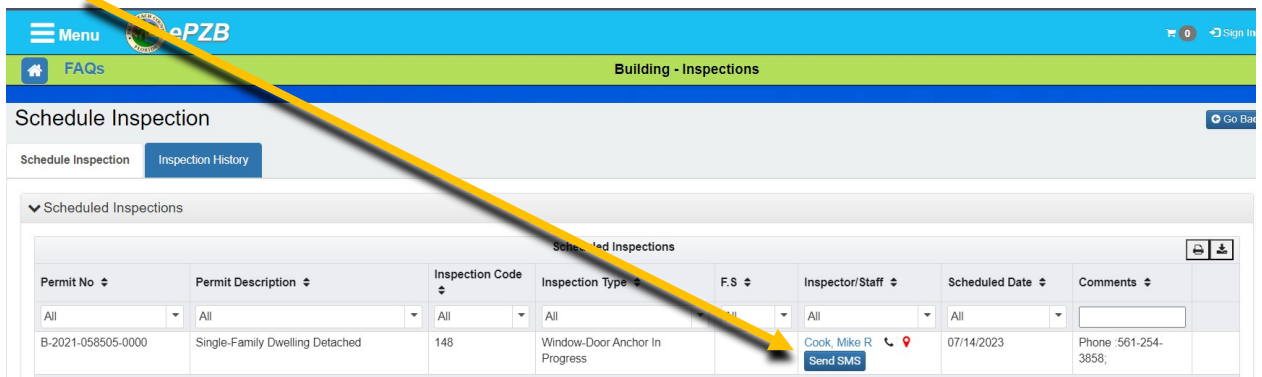 Menu ePZB 0 Sign In
FAQs Building - Inspections
Schedule Inspection Go Bac
Schedule Inspection Inspection History
Scheduled Inspections
Scheduled Inspections
Permit No Permit Description Inspection Code Inspection Type F.S Inspector/Staff Scheduled Date Comments
All All All All All All All
B-2021-058505-0000 Single-Family Dwelling Detached 148 Window-Door Anchor In Cook, Mike R 07/14/2023 Phone :561-254-
Progress Send SMS 3858;